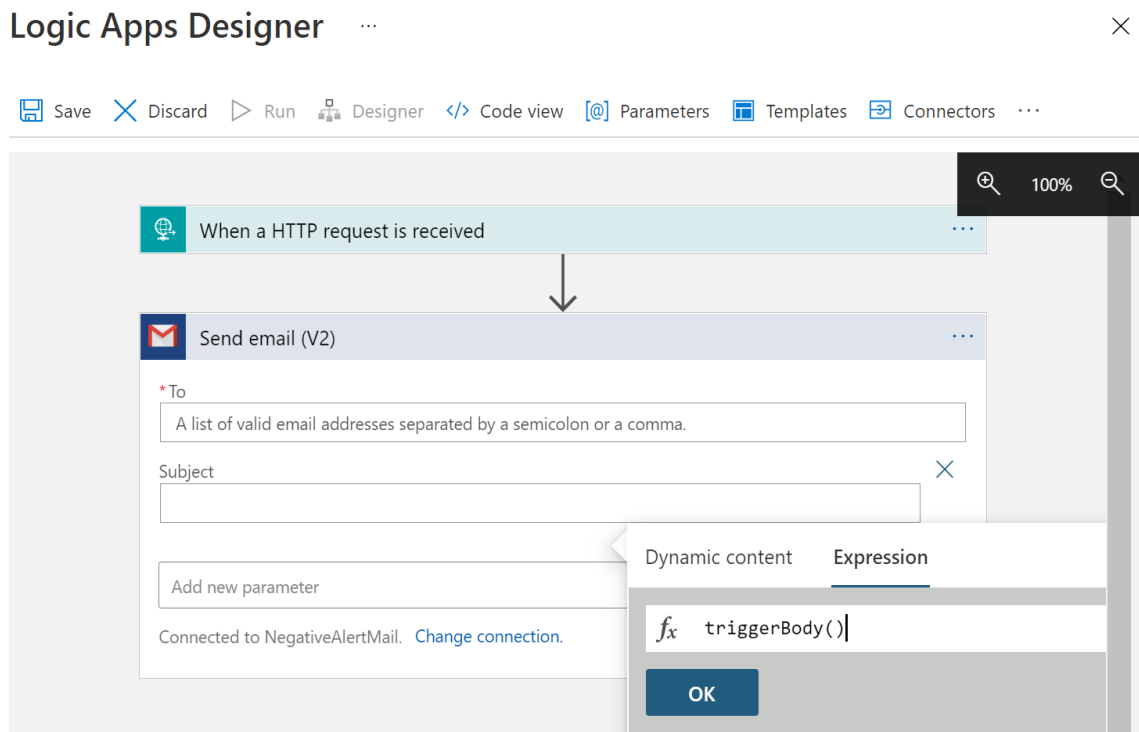 Logic Apps Designer ...
Save Discard Run Designer </> Code view [@] Parameters Templates Connectors ...
100%
When a HTTP request is received ...
Send email (V2) ...
* To
A list of valid email addresses separated by a semicolon or a comma.
Subject
Dynamic content Expression
Add new parameter
fx triggerBody()
Connected to NegativeAlertMail. Change connection.
OK